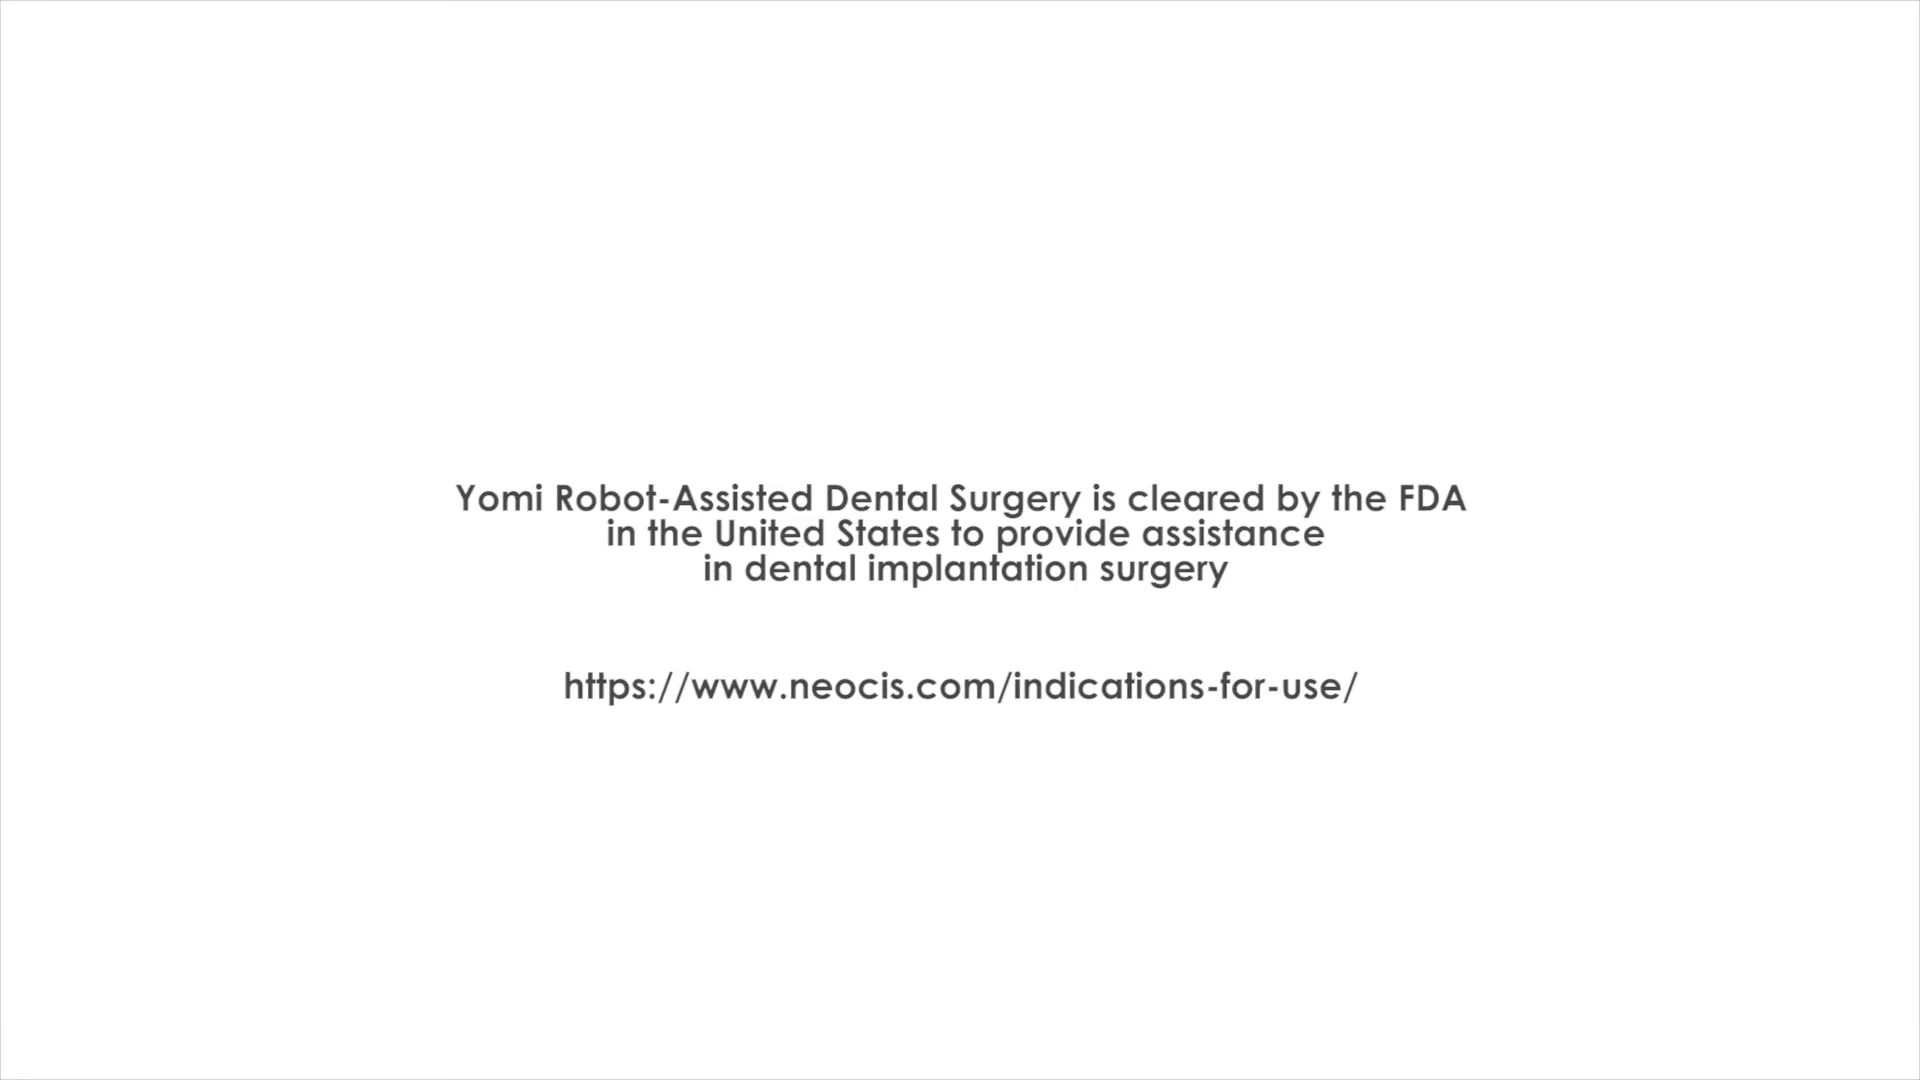 Yomi Robot-Assisted Dental Surgery is cleared by the FDA
in the United States to provide assistance
in dental implantation surgery
https://www.neocis.com/indications-for-use/